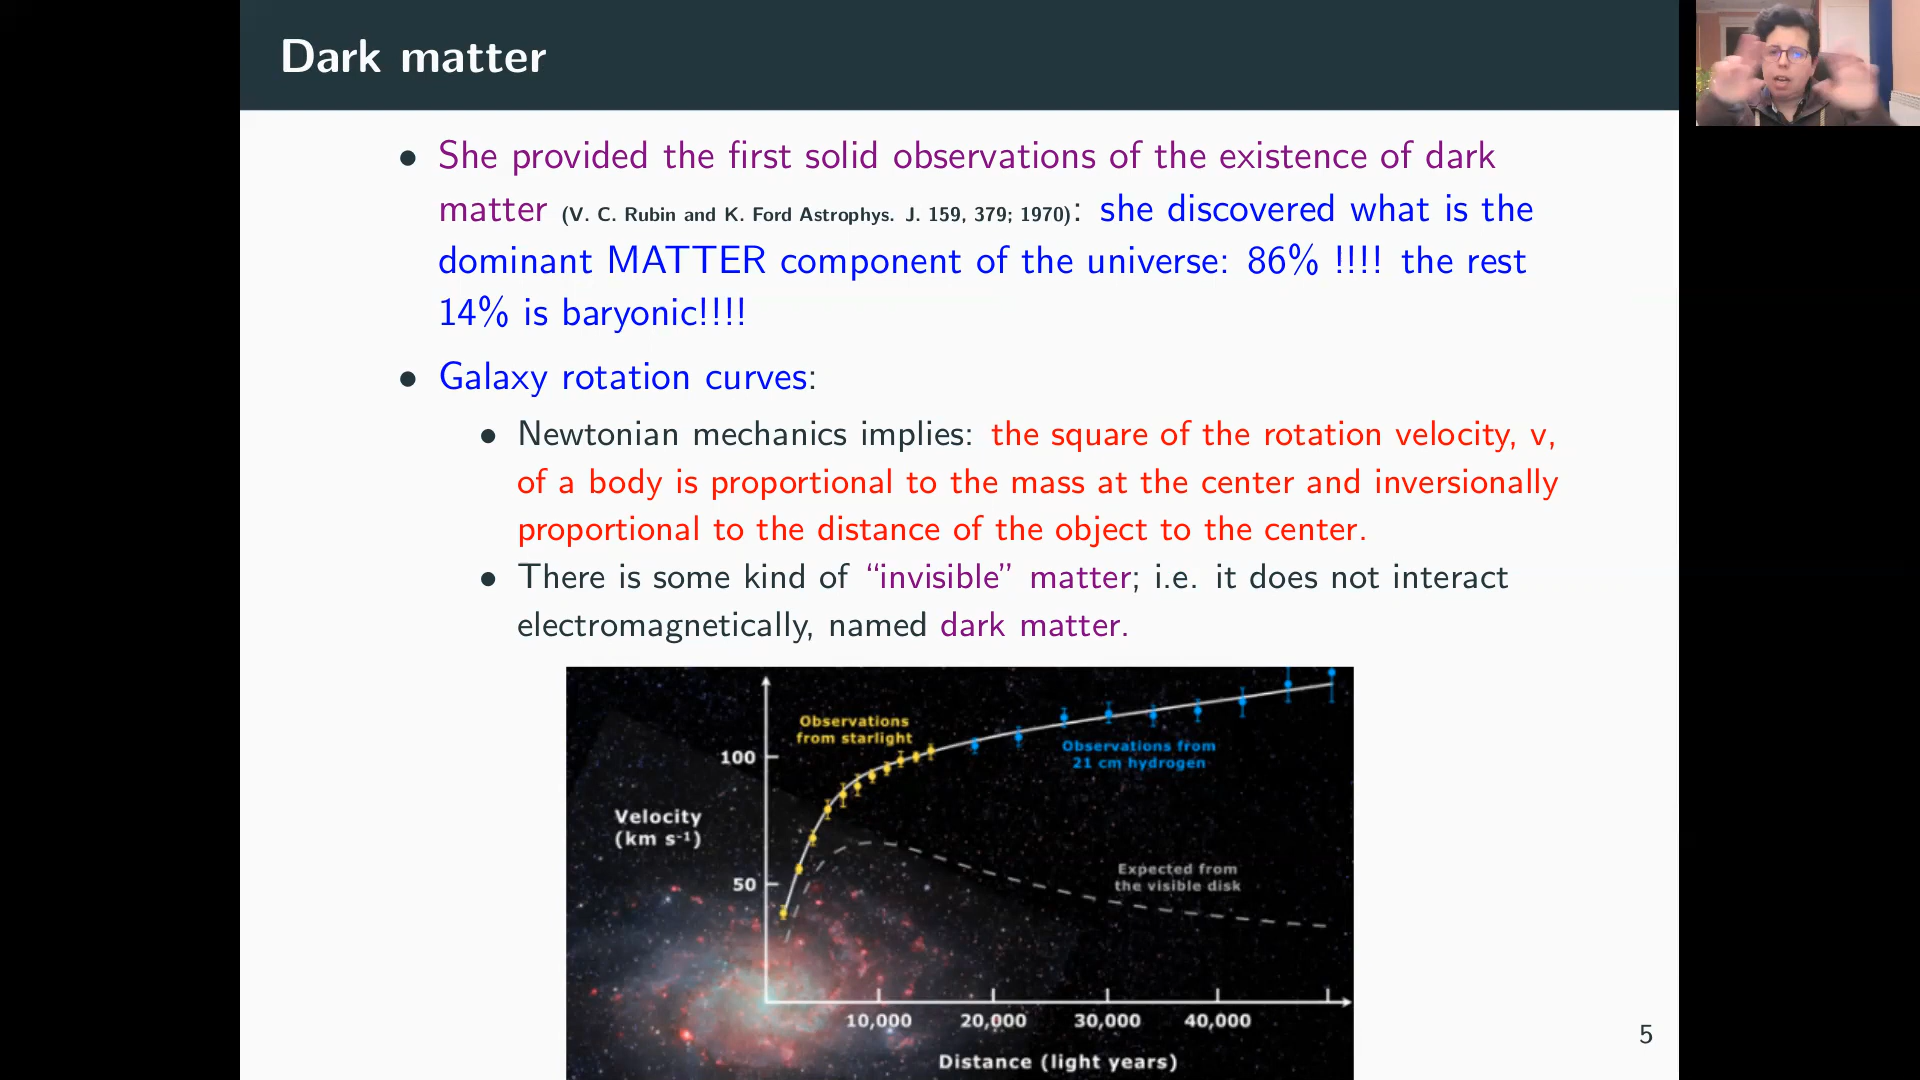 Dark matter
• She provided the first solid observations of the existence of dark
matter (V. C. Rubin and K. Ford Astrophys. J. 159, 379; 1970): she discovered what is the
dominant MATTER component of the universe: 86% !!!! the rest
14% is baryonic!!!!
• Galaxy rotation curves:
• Newtonian mechanics implies: the square of the rotation velocity, v,
of a body is proportional to the mass at the center and inversionally
proportional to the distance of the object to the center.
• There is some kind of “invisible” matter; i.e. it does not interact
electromagnetically, named dark matter.
Observations
from starlight
Observations from
21 cm hydrogen
100
Velocity
(km s⁻¹)
Expected from
the visible disk
50
10,000 20,000 30,000 40,000
Distance (light years)
5